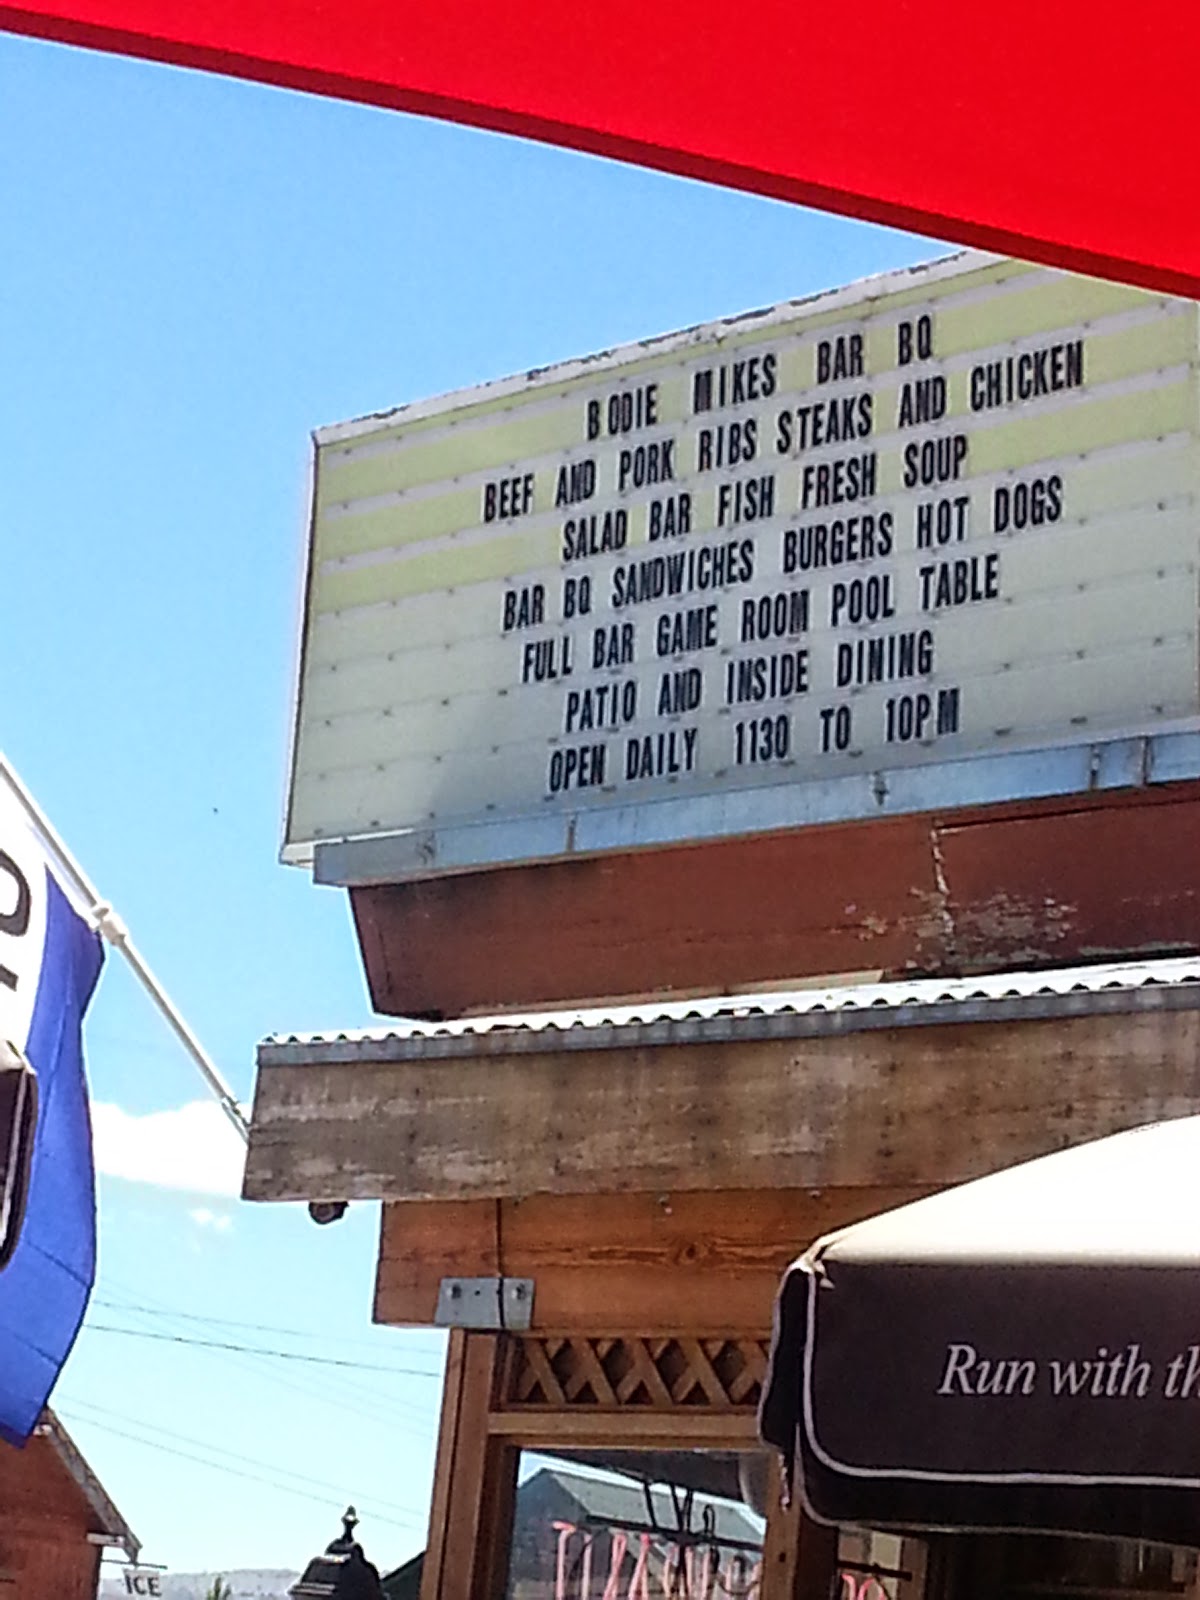 BODIE MIKES BAR BQ
BEEF AND PORK RIBS STEAKS AND CHICKEN
SALAD BAR FISH FRESH SOUP
BAR BQ SANDWICHES BURGERS HOT DOGS
FULL BAR GAME ROOM POOL TABLE
PATIO AND INSIDE DINING
OPEN DAILY 1130 TO 10PM
Run with th
ICE